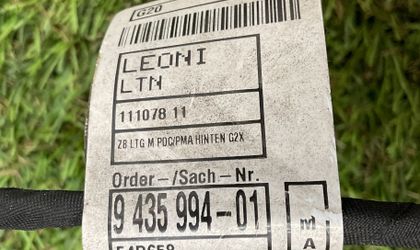 G20
LEONI
LTN
111078 11
ZB LTG M PDC/PMA HINTEN G2X
Order-/Sach-Nr.
9 435 994-01
m
A